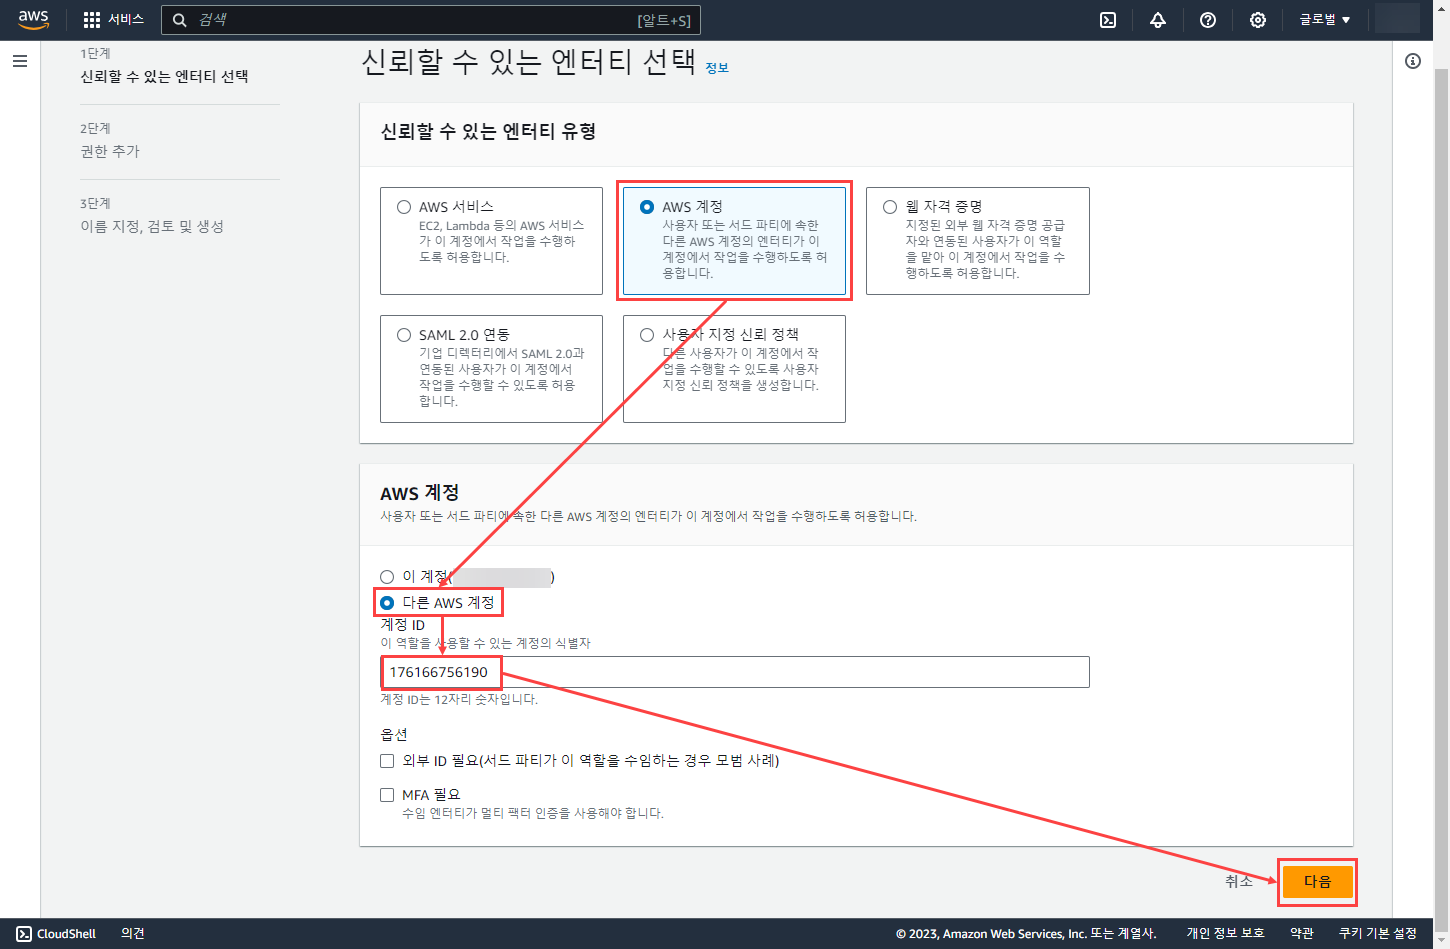 aws
서비스
검색
[알트+S]
글로벌 ▼
1단계
신뢰할 수 있는 엔터티 선택
2단계
권한 추가
3단계
이름 지정, 검토 및 생성
신뢰할 수 있는 엔터티 선택 정보
신뢰할 수 있는 엔터티 유형
AWS 서비스
EC2, Lambda 등의 AWS 서비스
가 이 계정에서 작업을 수행하
도록 허용합니다.
AWS 계정
사용자 또는 서드 파티에 속한
다른 AWS 계정의 엔터티가 이
계정에서 작업을 수행하도록 허
용합니다.
웹 자격 증명
지정된 외부 웹 자격 증명 공급
자와 연동된 사용자가 이 역할
을 맡아 이 계정에서 작업을 수
행하도록 허용합니다.
SAML 2.0 연동
기업 디렉터리에서 SAML 2.0과
연동된 사용자가 이 계정에서
작업을 수행할 수 있도록 허용
합니다.
사용자 지정 신뢰 정책
다른 사용자가 이 계정에서 작
업을 수행할 수 있도록 사용자
지정 신뢰 정책을 생성합니다.
AWS 계정
사용자 또는 서드 파티에 속한 다른 AWS 계정의 엔터티가 이 계정에서 작업을 수행하도록 허용합니다.
이 계정( )
다른 AWS 계정
계정 ID
이 역할을 사용할 수 있는 계정의 식별자
176166756190
계정 ID는 12자리 숫자입니다.
옵션
외부 ID 필요(서드 파티가 이 역할을 수임하는 경우 모범 사례)
MFA 필요
수임 엔터티가 멀티 팩터 인증을 사용해야 합니다.
취소
다음
CloudShell
의견
© 2023, Amazon Web Services, Inc. 또는 계열사.
개인 정보 보호
약관
쿠키 기본 설정